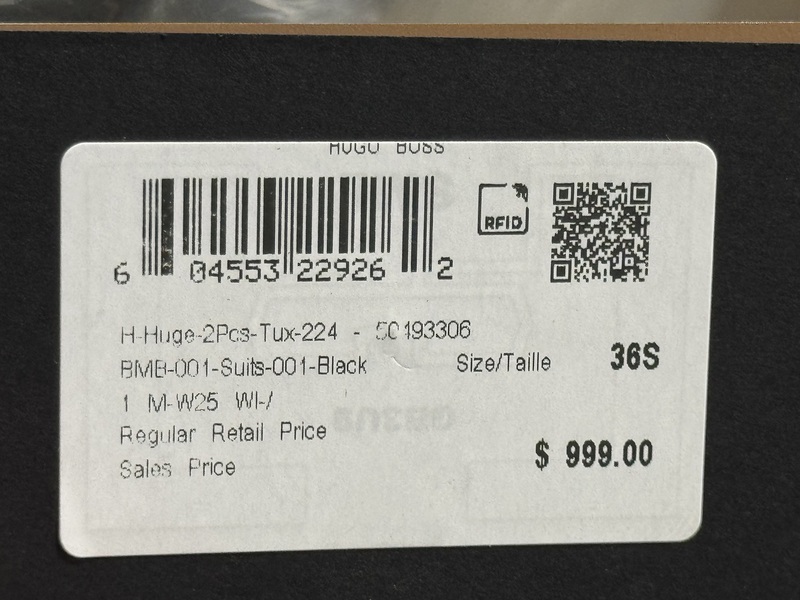 HUGO BOSS
RFID
6 04553 22926 2
H-Huge-2Pcs-Tux-224 - 50493306
BMB-001-Suits-001-Black Size/Taille 36S
1 M-W25 WI-/
Regular Retail Price
$ 999.00
Sales Price